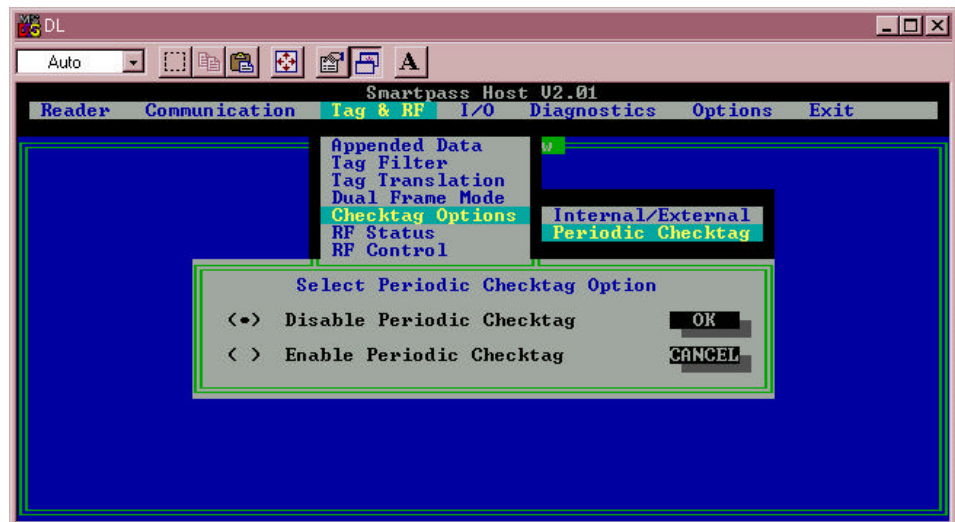 DL
Auto
A
Smartpass Host V2.01
Reader Communication Tag & RF I/O Diagnostics Options Exit
Appended Data
w
Tag Filter
Tag Translation
Dual Frame Mode
Checktag Options
Internal/External
RF Status
Periodic Checktag
RF Control
Select Periodic Checktag Option
(•) Disable Periodic Checktag OK
( ) Enable Periodic Checktag CANCEL